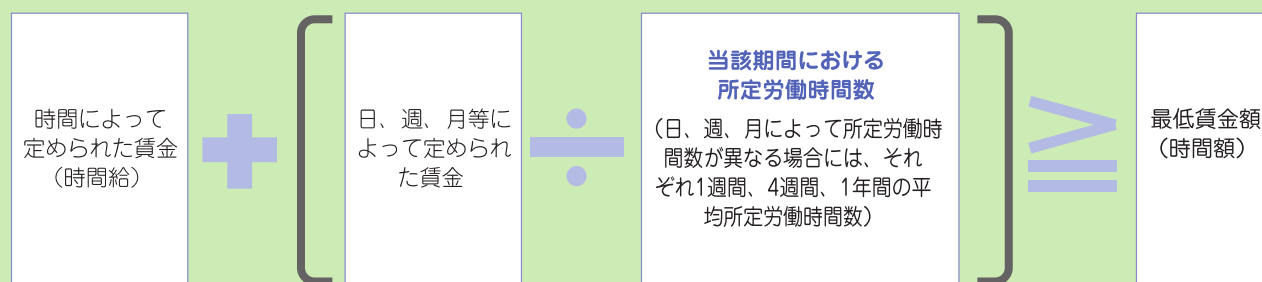 時間によって
定められた賃金
（時間給）
+
日、週、月等に
よって定められ
た賃金
÷
当該期間における
所定労働時間数
（日、週、月によって所定労働時
間数が異なる場合には、それ
ぞれ1週間、4週間、1年間の平
均所定労働時間数）
≧
最低賃金額
（時間額）